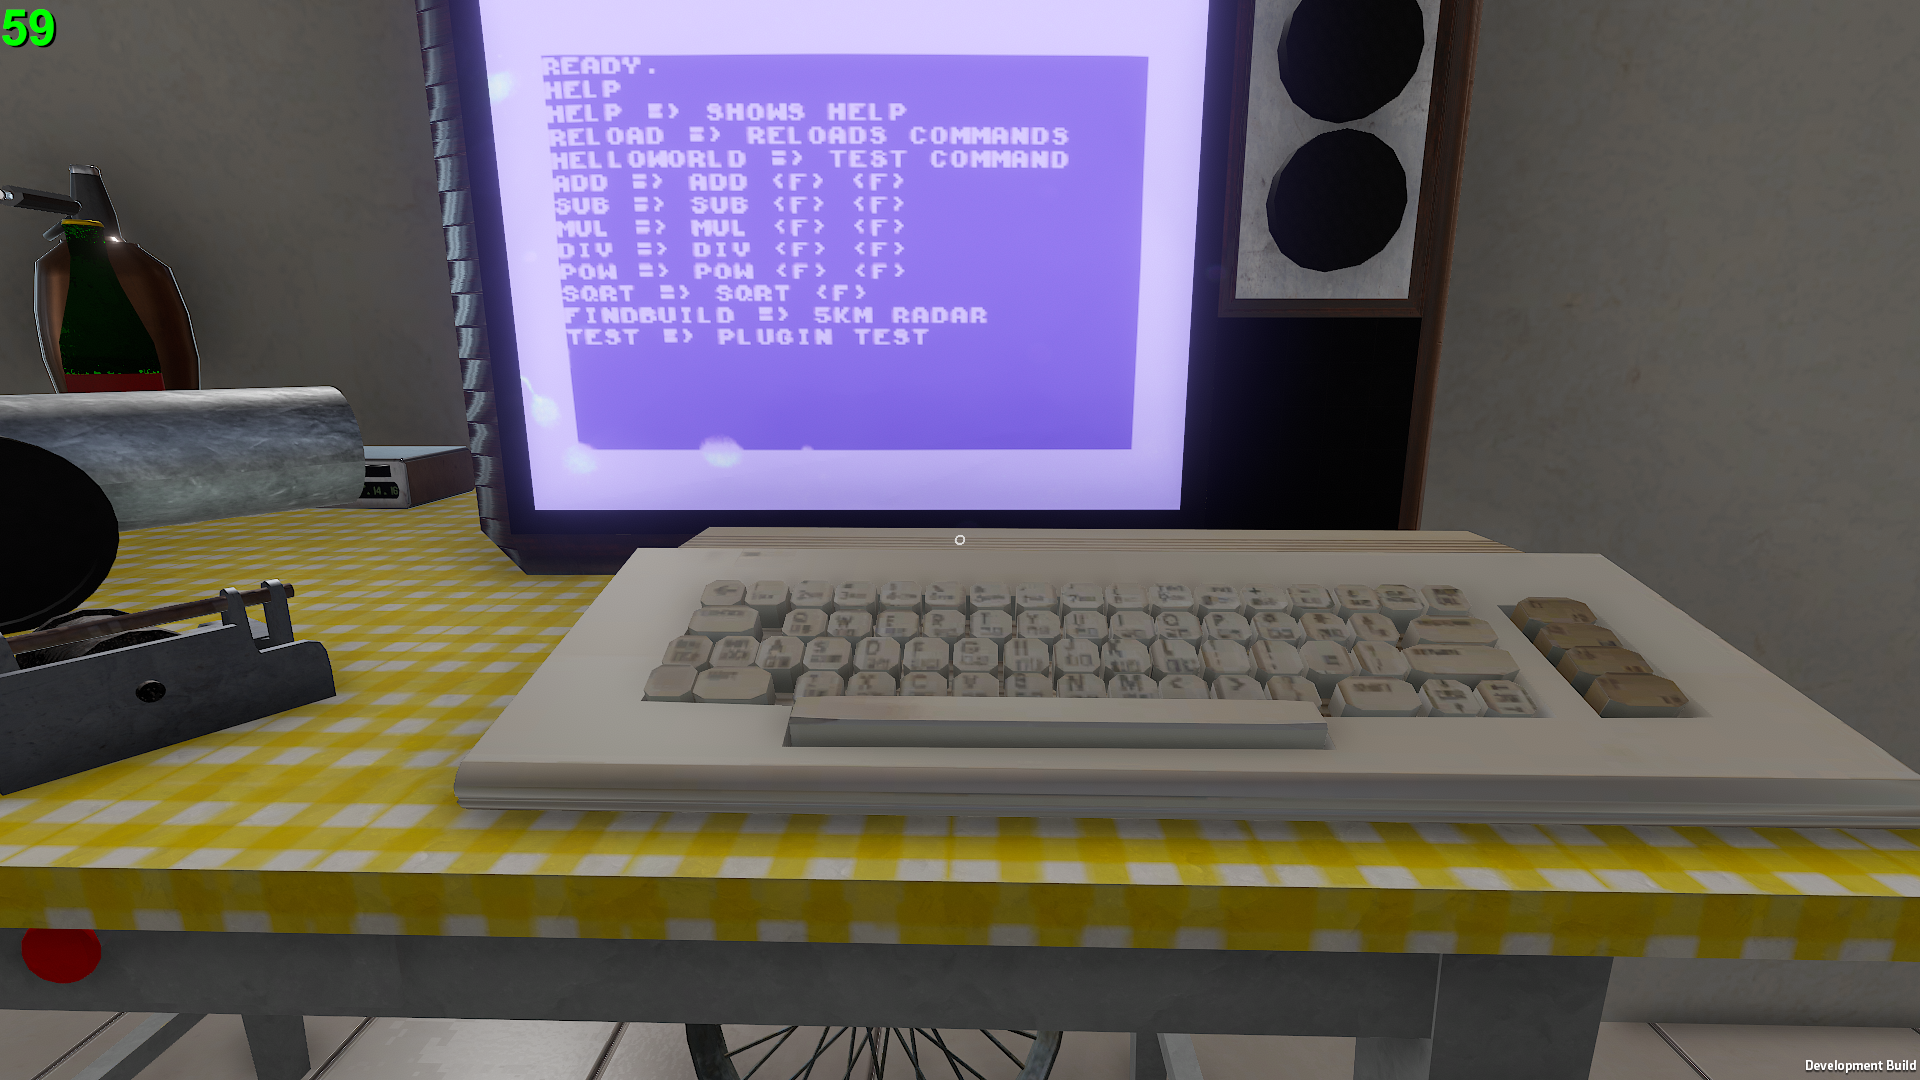 59
READY.
HELP
HELP => SHOWS HELP
RELOAD => RELOADS COMMANDS
HELLOWORLD => TEST COMMAND
ADD => ADD <F> <F>
SUB => SUB <F> <F>
MUL => MUL <F> <F>
DIV => DIV <F> <F>
POW => POW <F> <F>
SQRT => SQRT <F>
FINDBUILD => 5KM RADAR
TEST => PLUGIN TEST
Q W E R T Y U I O P
A S D F G H J K L
X C V B N M < >
Development Build